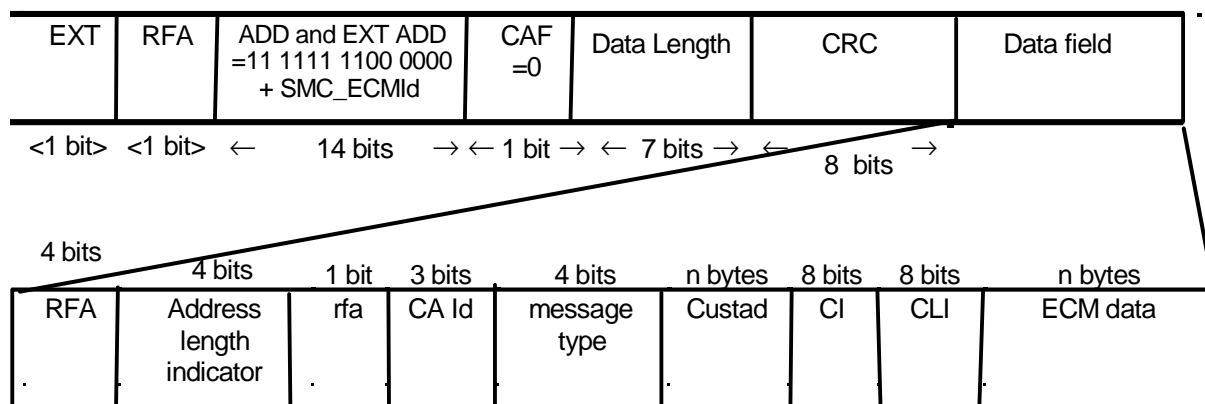 EXT RFA ADD and EXT ADD CAF Data Length CRC Data field
=11 1111 1100 0000 =0
+ SMC_ECMId
<1 bit> <1 bit> ← 14 bits → ← 1 bit → ← 7 bits → ← 8 bits →
4 bits 4 bits 1 bit 3 bits 4 bits n bytes 8 bits 8 bits n bytes
RFA Address rfa CA Id message Custad CI CLI ECM data
length type
indicator